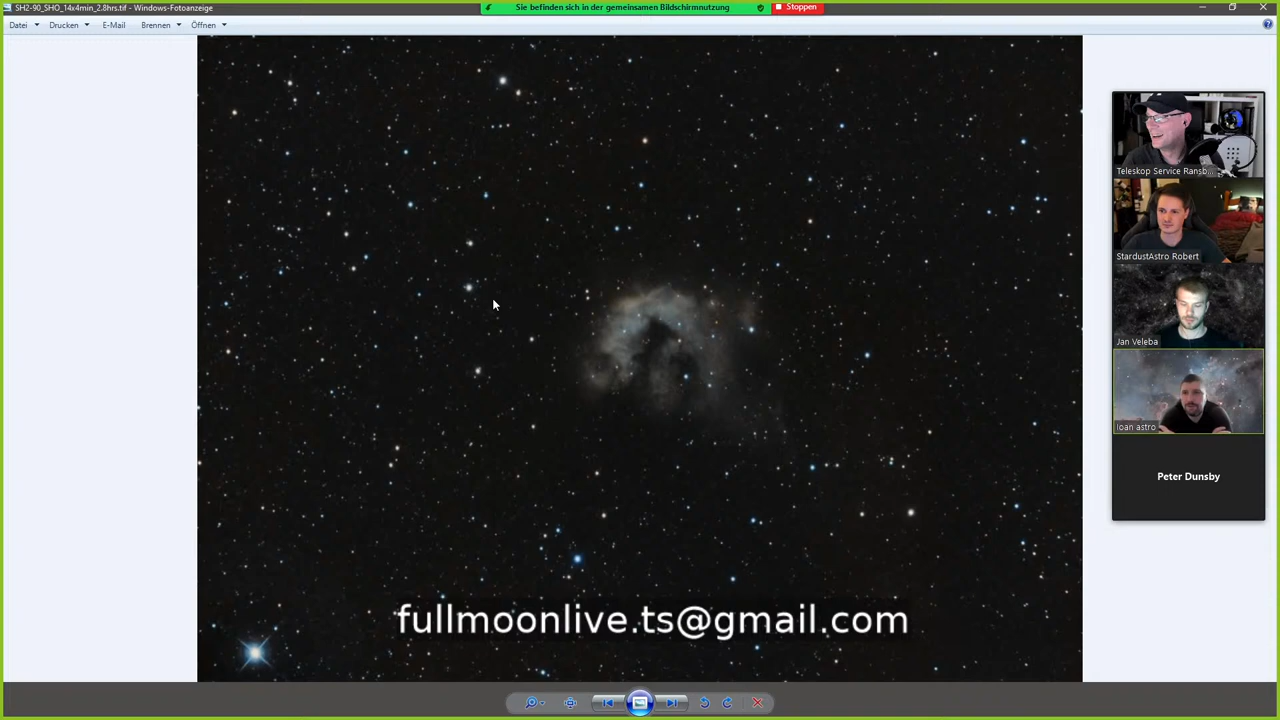 SH2-90_SHO_14x4min_2.8hrs.tif - Windows-Fotoanzeige
Sie befinden sich in der gemeinsamen Bildschirmnutzung
Stoppen
Datei Drucken E-Mail Brennen Öffnen
Teleskop Service Ransb...
StardustAstro Robert
Jan Veleba
Ioan astro
Peter Dunsby
fullmoonlive.ts@gmail.com